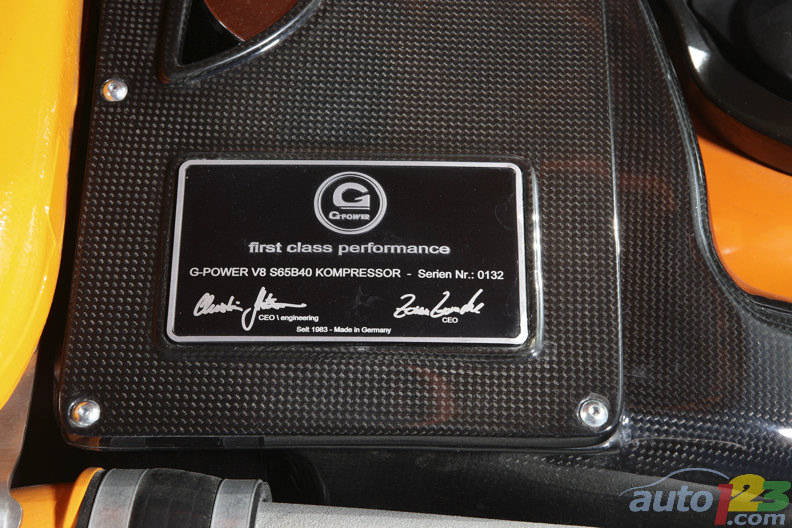 G
G-POWER
first class performance
G-POWER V8 S65B40 KOMPRESSOR - Serien Nr.: 0132
CEO \ engineering
CEO
Seit 1983 - Made in Germany
auto123
.com